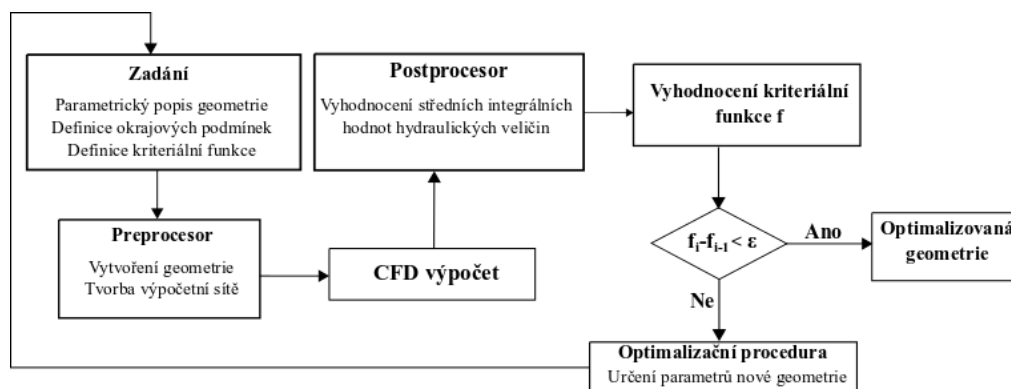 Zadání
Parametrický popis geometrie
Definice okrajových podmínek
Definice kriteriální funkce
Preprocesor
Vytvoření geometrie
Tvorba výpočetní sítě
CFD výpočet
Postprocesor
Vyhodnocení středních integrálních
hodnot hydraulických veličin
Vyhodnocení kriteriální
funkce f
fi-fi-1 < ε
Ano
Optimalizovaná
geometrie
Ne
Optimalizační procedura
Určení parametrů nové geometrie